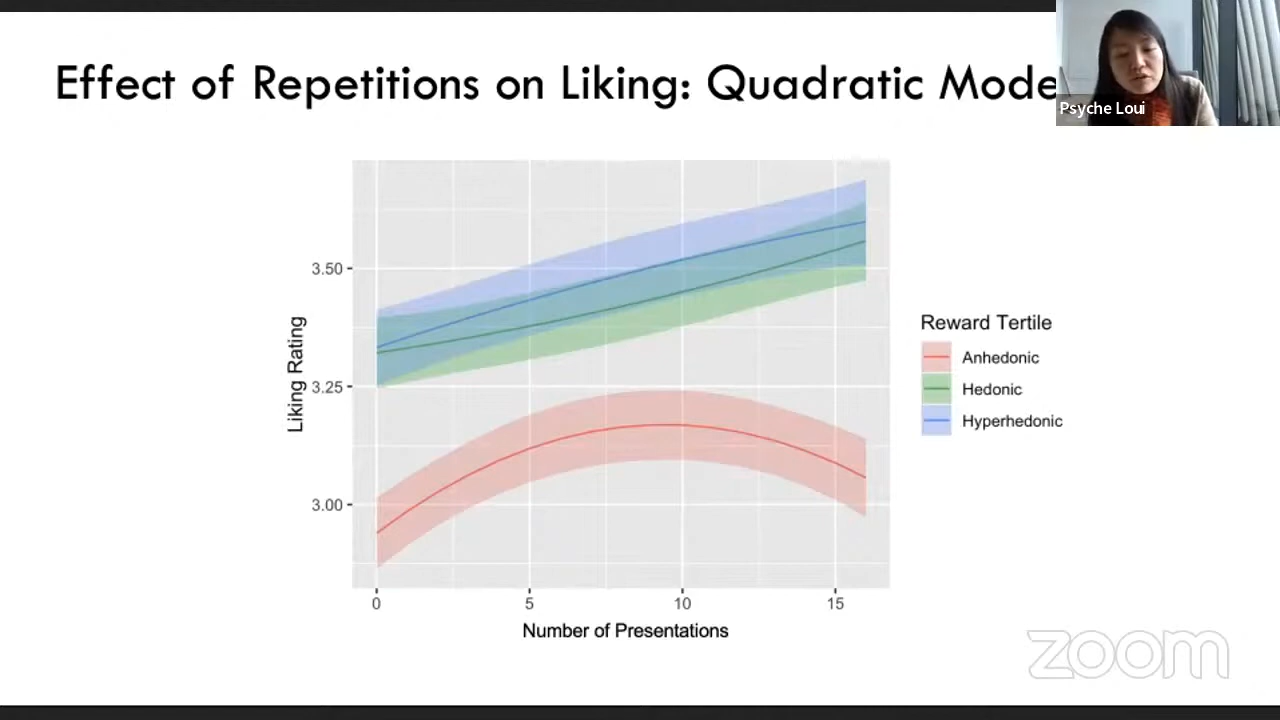 Effect of Repetitions on Liking: Quadratic Mode
Psyche Loui
3.50
3.25
3.00
Liking Rating
0 5 10 15
Number of Presentations
Reward Tertile
Anhedonic
Hedonic
Hyperhedonic
zoom